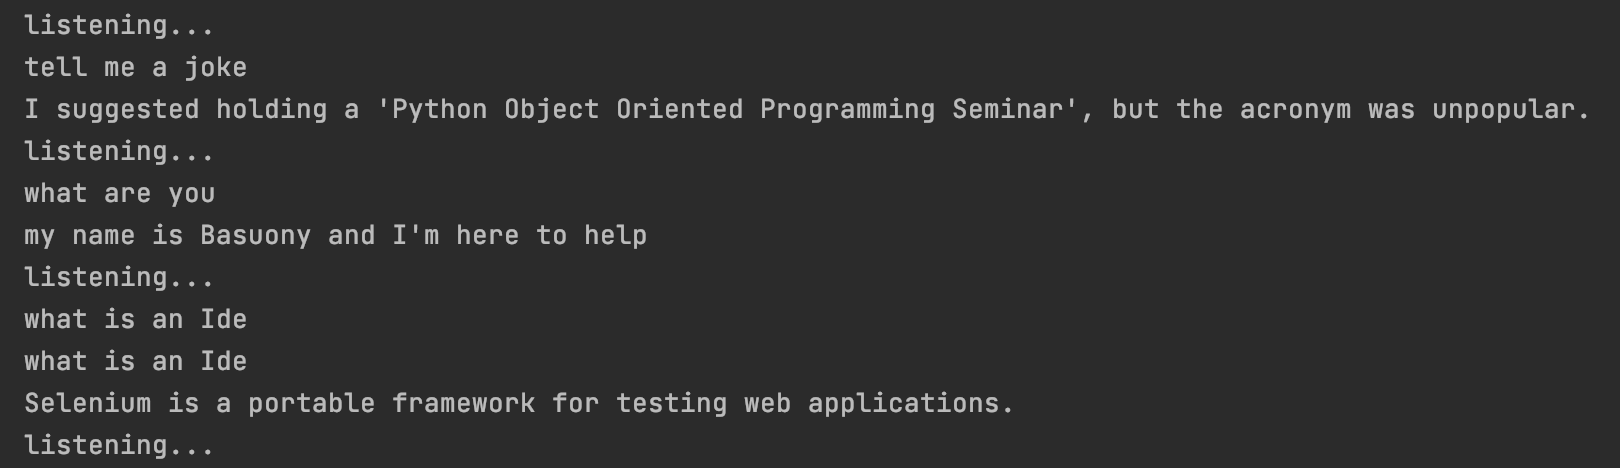 listening...
tell me a joke
I suggested holding a 'Python Object Oriented Programming Seminar', but the acronym was unpopular.
listening...
what are you
my name is Basuony and I'm here to help
listening...
what is an Ide
what is an Ide
Selenium is a portable framework for testing web applications.
listening...